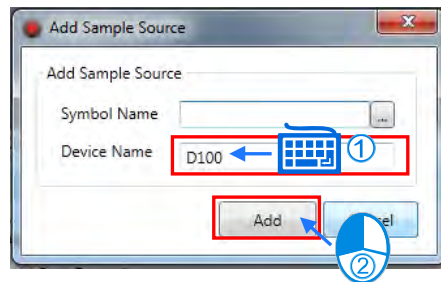 Add Sample Source
Add Sample Source
Symbol Name ...
Device Name D100 ①
Add
②